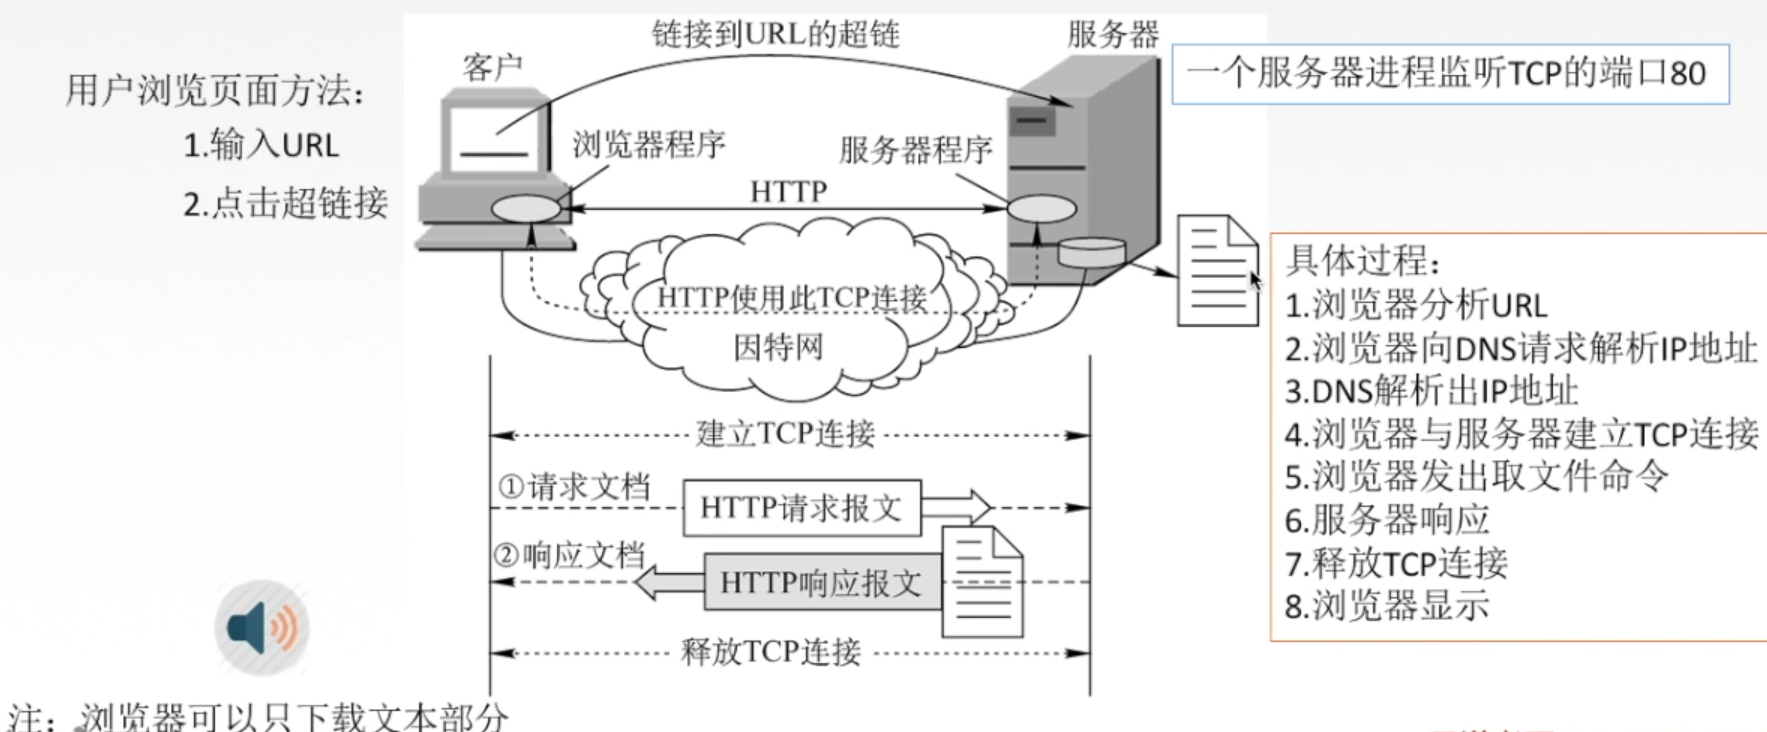 用户浏览页面方法：
1.输入URL
2.点击超链接
链接到URL的超链
客户
服务器
一个服务器进程监听TCP的端口80
浏览器程序
服务器程序
HTTP
HTTP使用此TCP连接
因特网
建立TCP连接
①请求文档
HTTP请求报文
②响应文档
HTTP响应报文
释放TCP连接
具体过程：
1.浏览器分析URL
2.浏览器向DNS请求解析IP地址
3.DNS解析出IP地址
4.浏览器与服务器建立TCP连接
5.浏览器发出取文件命令
6.服务器响应
7.释放TCP连接
8.浏览器显示
注：浏览器可以只下载文本部分